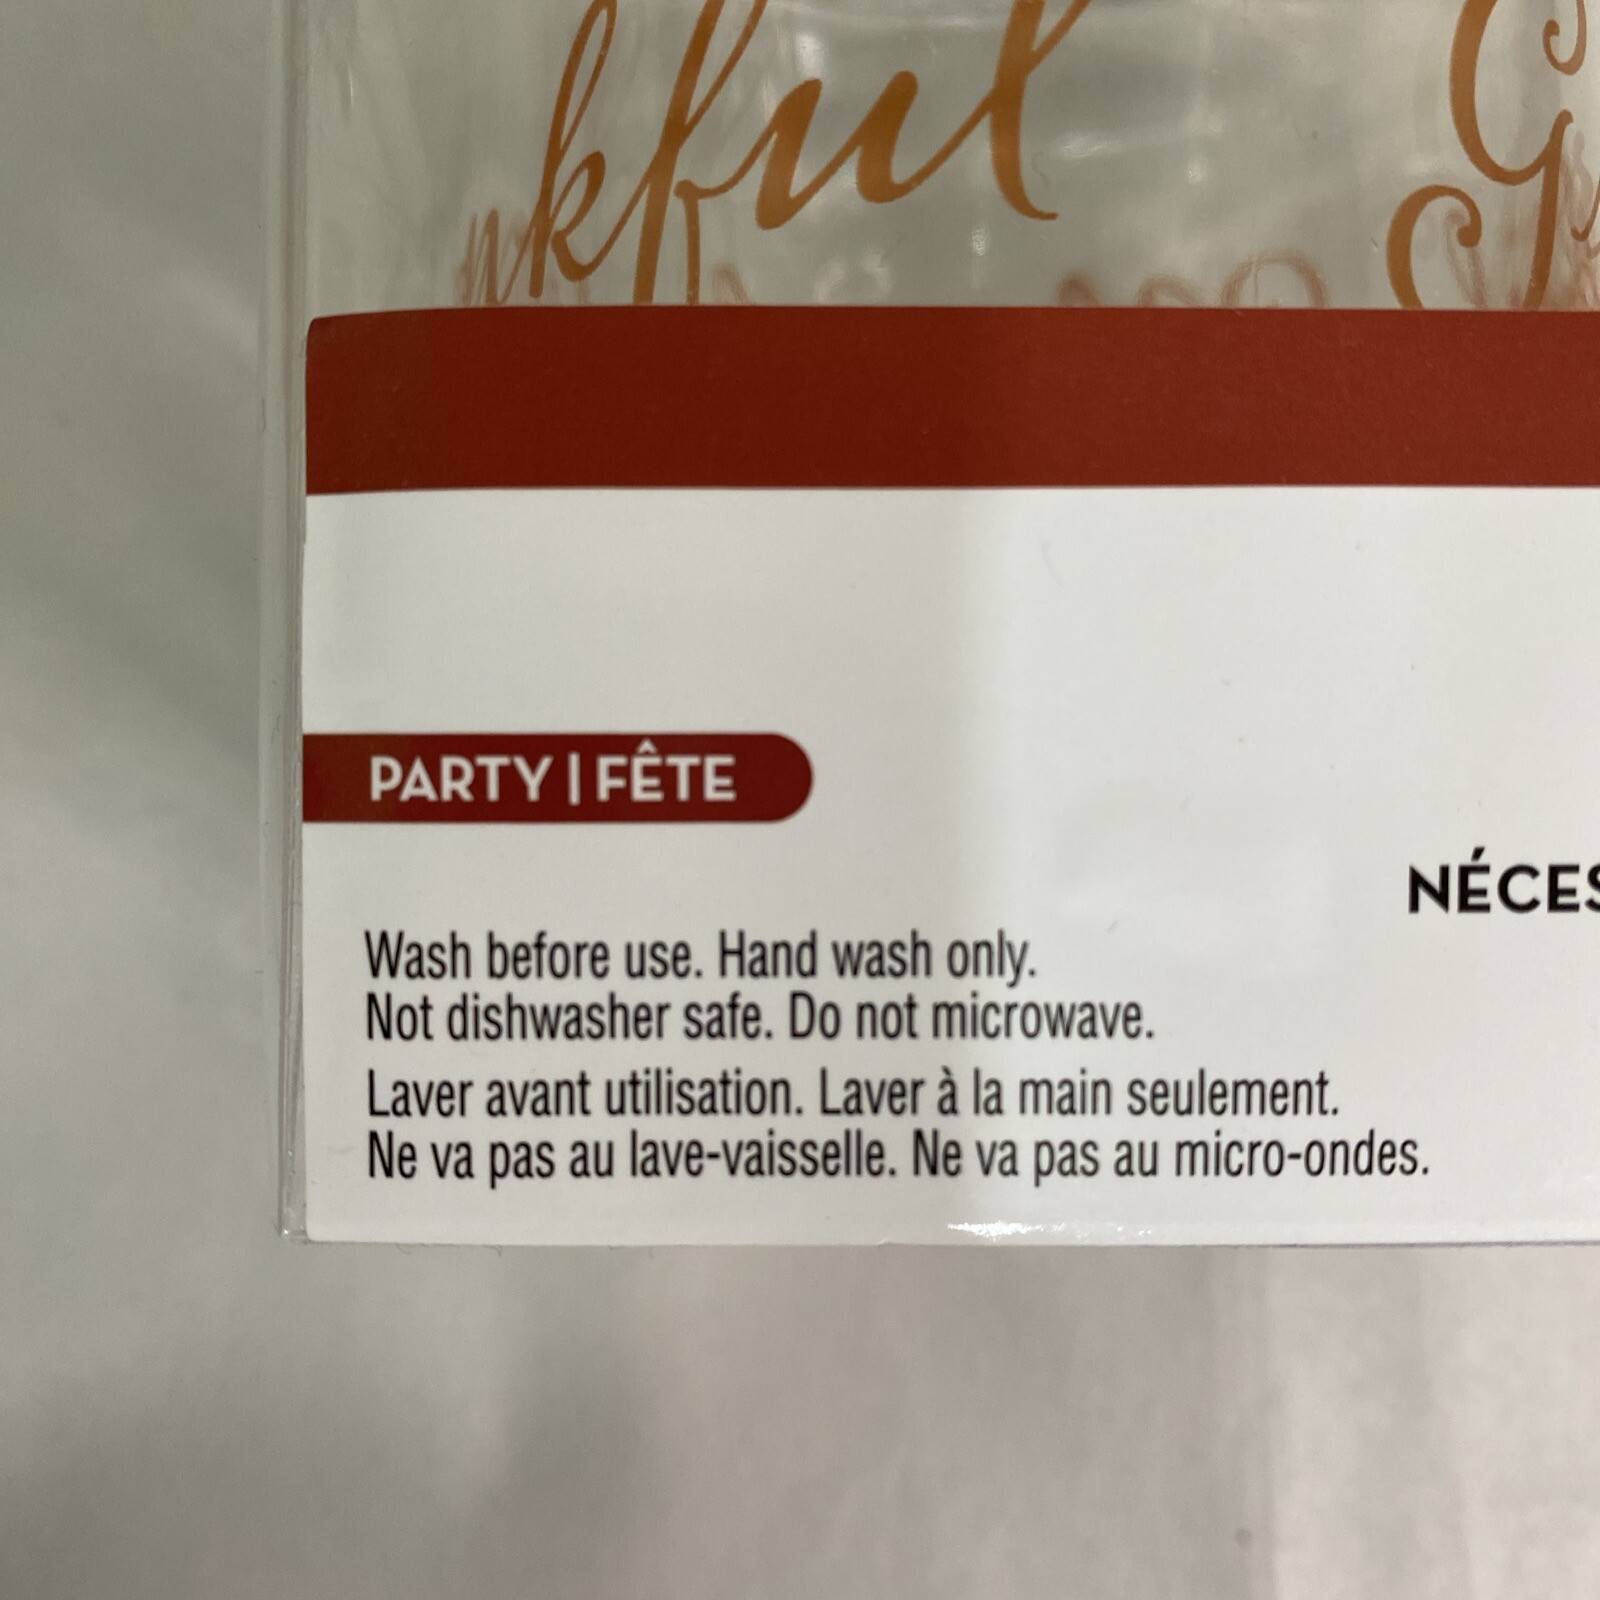 kful
PARTY | FÊTE
Wash before use. Hand wash only.
Not dishwasher safe. Do not microwave.
Laver avant utilisation. Laver à la main seulement.
Ne va pas au lave-vaisselle. Ne va pas au micro-ondes.
NÉCES